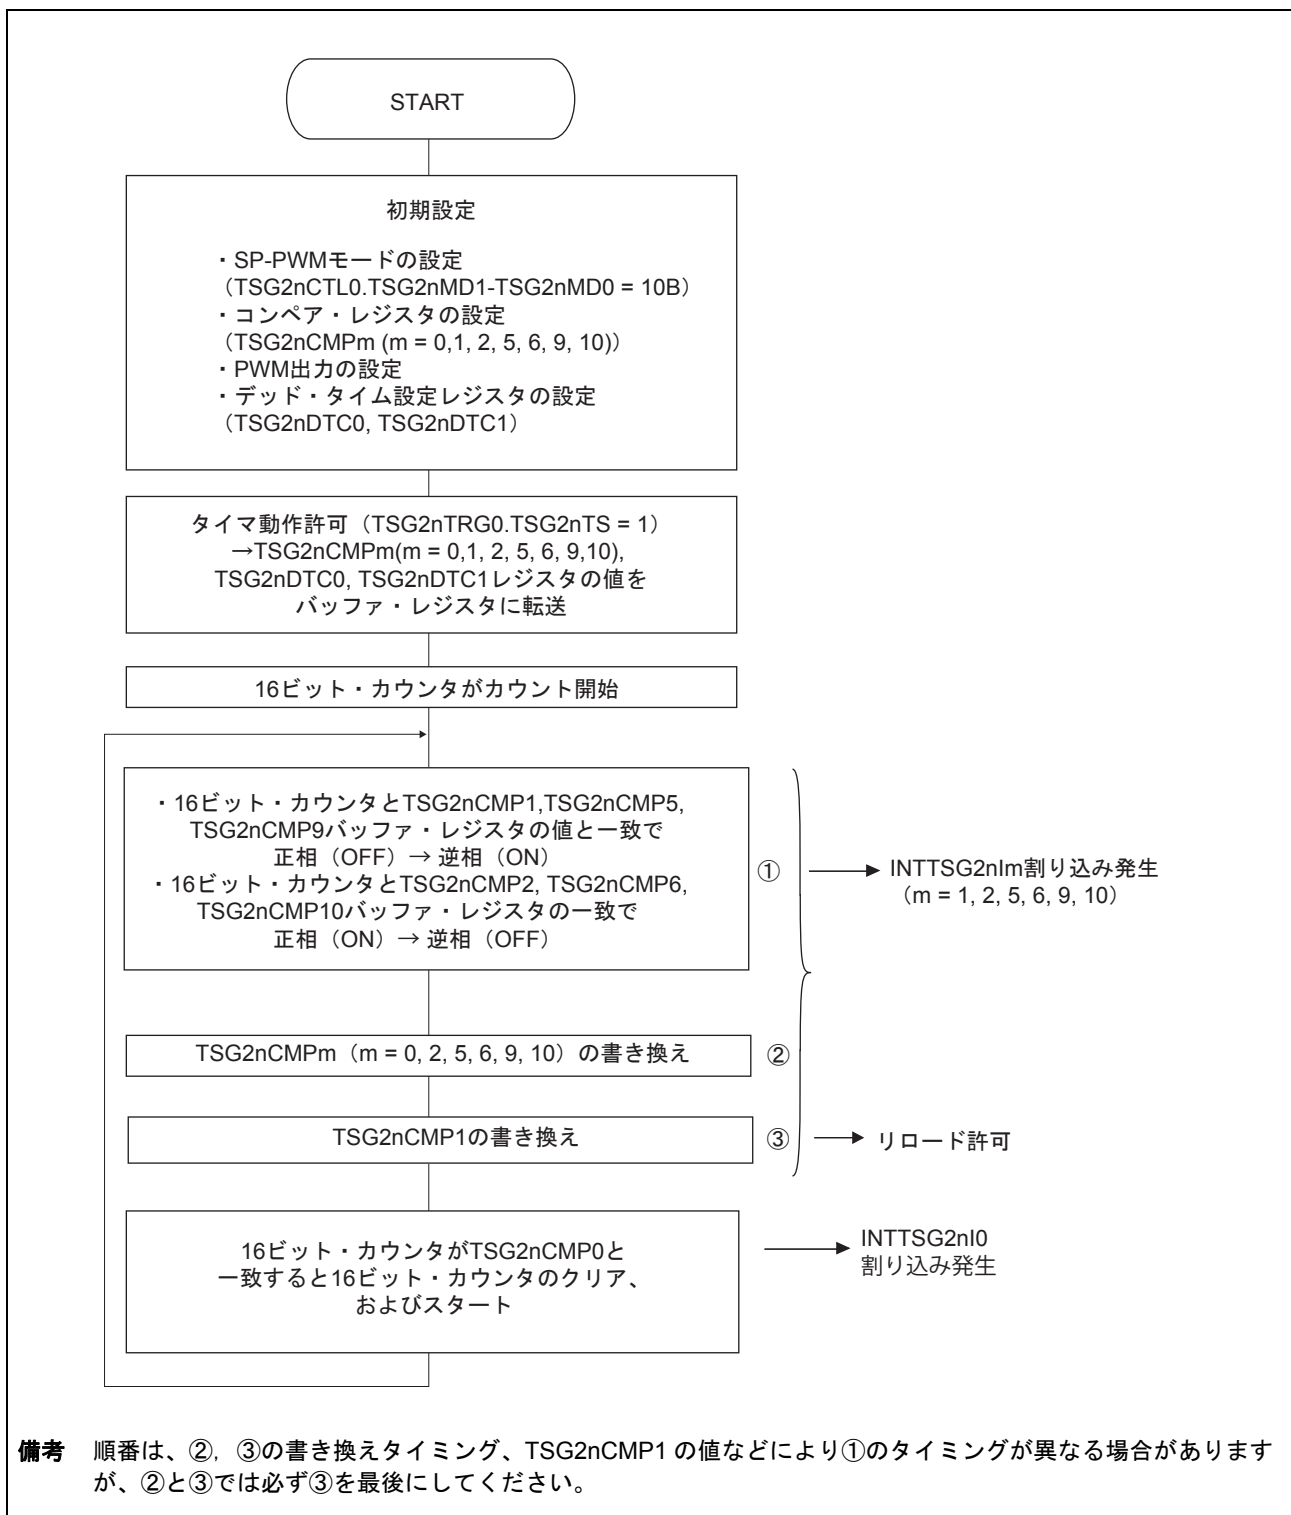 START
初期設定
・SP-PWMモードの設定
（TSG2nCTL0.TSG2nMD1-TSG2nMD0 = 10B）
・コンペア・レジスタの設定
（TSG2nCMPm (m = 0,1, 2, 5, 6, 9, 10)）
・PWM出力の設定
・デッド・タイム設定レジスタの設定
（TSG2nDTC0, TSG2nDTC1）
タイマ動作許可（TSG2nTRG0.TSG2nTS = 1）
→TSG2nCMPm(m = 0,1, 2, 5, 6, 9,10),
TSG2nDTC0, TSG2nDTC1レジスタの値を
バッファ・レジスタに転送
16ビット・カウンタがカウント開始
・16ビット・カウンタとTSG2nCMP1,TSG2nCMP5,
TSG2nCMP9バッファ・レジスタの値と一致で
正相（OFF）→ 逆相（ON）
・16ビット・カウンタとTSG2nCMP2, TSG2nCMP6,
TSG2nCMP10バッファ・レジスタの一致で
正相（ON）→ 逆相（OFF）
①
INTTSG2nIm割り込み発生
（m = 1, 2, 5, 6, 9, 10）
TSG2nCMPm（m = 0, 2, 5, 6, 9, 10）の書き換え
②
TSG2nCMP1の書き換え
③
リロード許可
16ビット・カウンタがTSG2nCMP0と
一致すると16ビット・カウンタのクリア、
およびスタート
INTTSG2nI0
割り込み発生
備考 順番は、②, ③の書き換えタイミング、TSG2nCMP1 の値などにより①のタイミングが異なる場合があります
が、②と③では必ず③を最後にしてください。